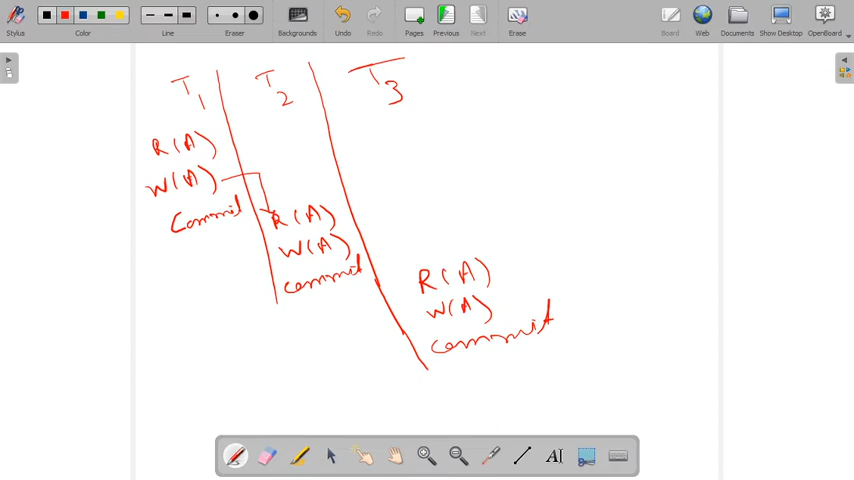 Stylus
Color
Line
Eraser
Backgrounds
Undo
Redo
Pages
Previous
Next
Erase
Board
Web
Documents
Show Desktop
OpenBoard
T1 T2 T3
R(A)
W(A)
Commit
R(A)
W(A)
commit
R(A)
W(A)
commit